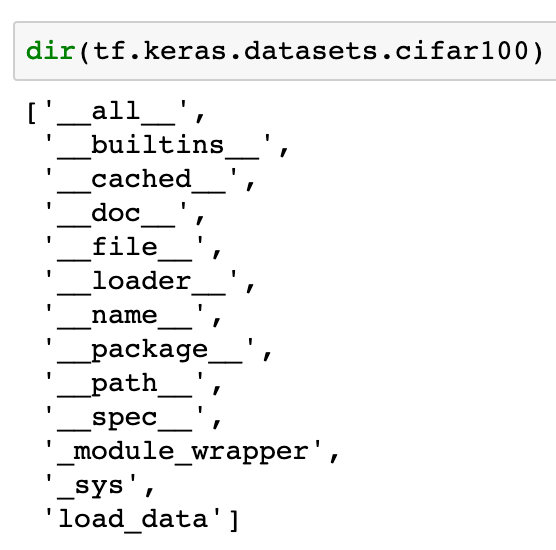 dir(tf.keras.datasets.cifar100)
['__all__',
'__builtins__',
'__cached__',
'__doc__',
'__file__',
'__loader__',
'__name__',
'__package__',
'__path__',
'__spec__',
'_module_wrapper',
'_sys',
'load_data']